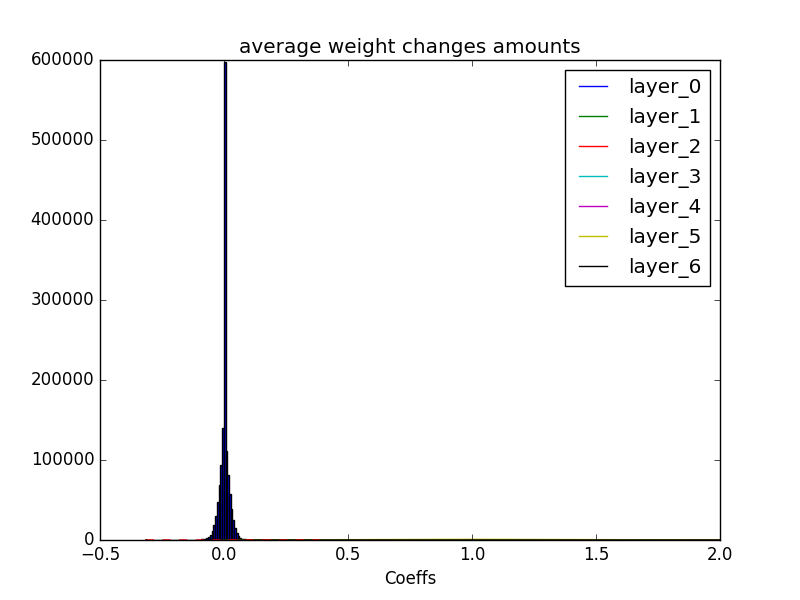 average weight changes amounts
600000
500000
400000
300000
200000
100000
0
−0.5 0.0 0.5 1.0 1.5 2.0
Coeffs
layer_0
layer_1
layer_2
layer_3
layer_4
layer_5
layer_6